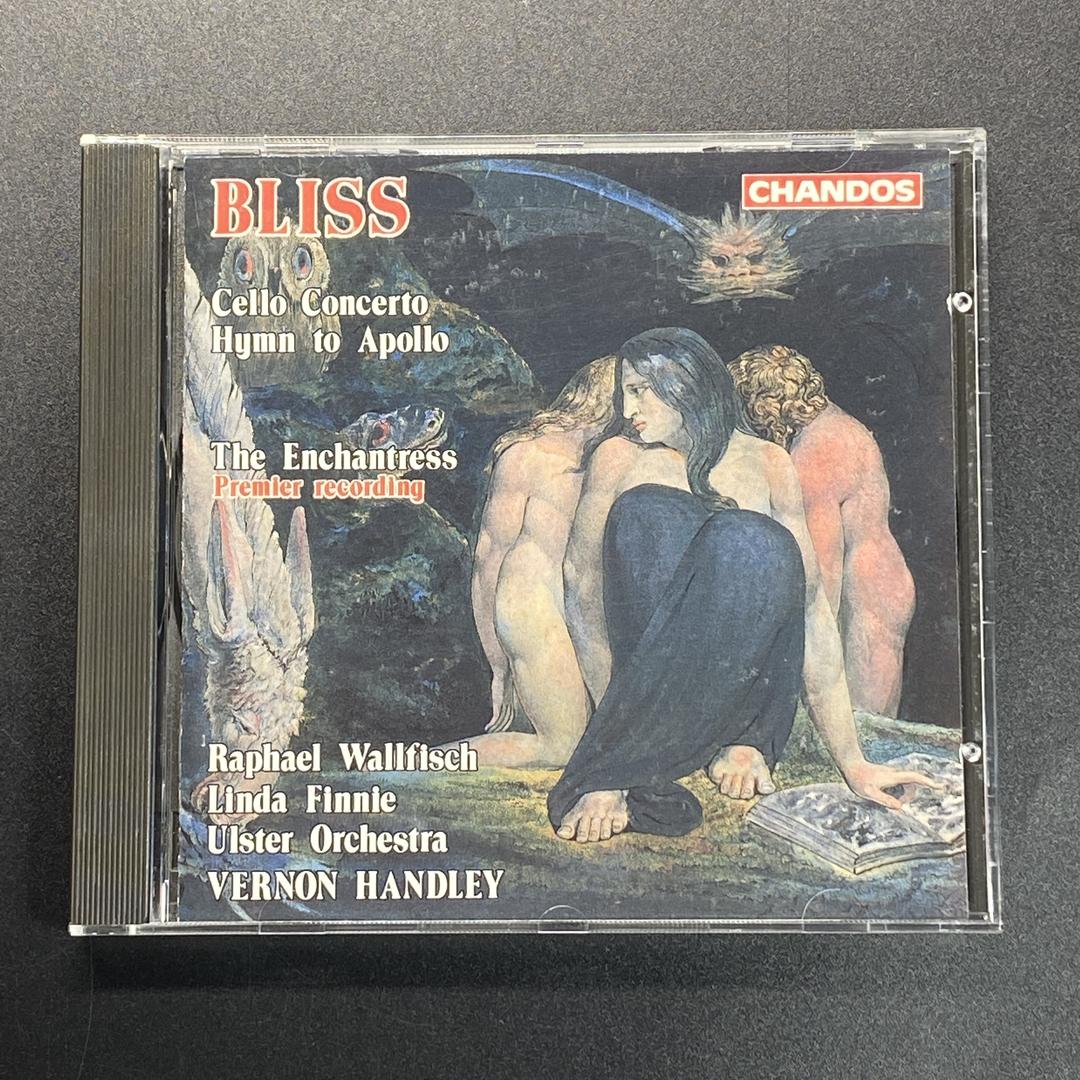 BLISS
CHANDOS
Cello Concerto
Hymn to Apollo
The Enchantress
Premier recording
Raphael Wallfisch
Linda Finnie
Ulster Orchestra
VERNON HANDLEY